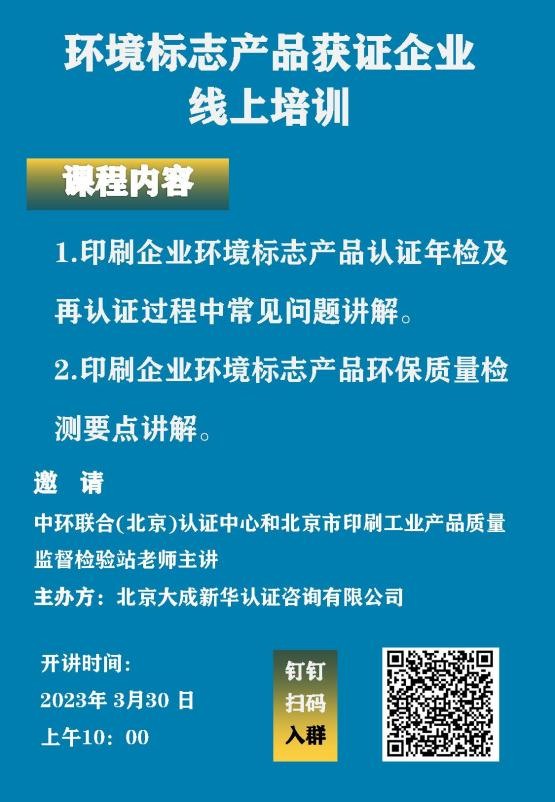 环境标志产品获证企业
线上培训
课程内容
1.印刷企业环境标志产品认证年检及
再认证过程中常见问题讲解。
2.印刷企业环境标志产品环保质量检
测要点讲解。
邀 请
中环联合(北京)认证中心和北京市印刷工业产品质量
监督检验站老师主讲
主办方：北京大成新华认证咨询有限公司
开讲时间：
2023年 3月30 日
上午10：00
钉钉
扫码
入群